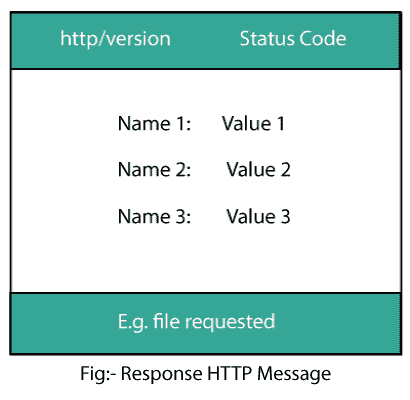 http/version Status Code
Name 1: Value 1
Name 2: Value 2
Name 3: Value 3
E.g. file requested
Fig:- Response HTTP Message